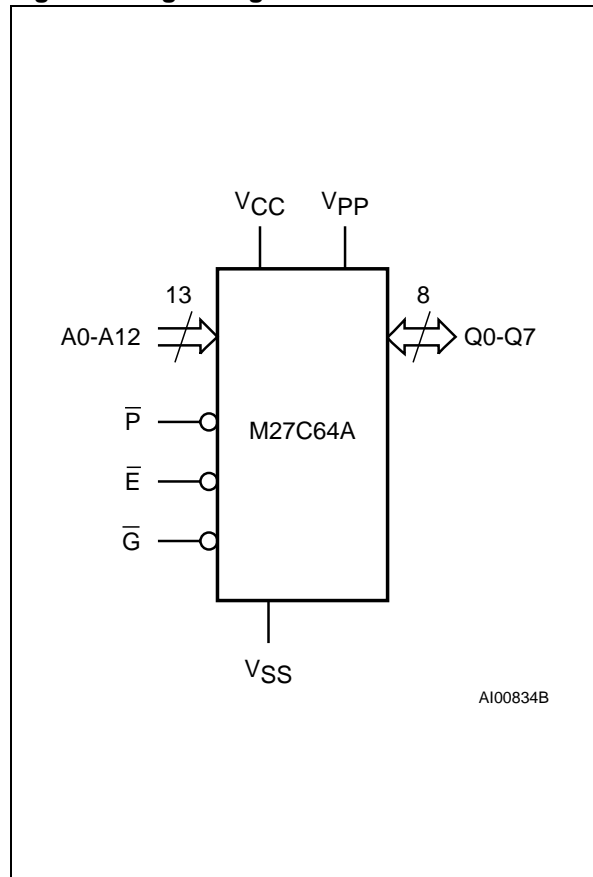 VCC VPP
13 8
A0-A12 Q0-Q7
P̅
M27C64A
E̅
G̅
VSS
AI00834B